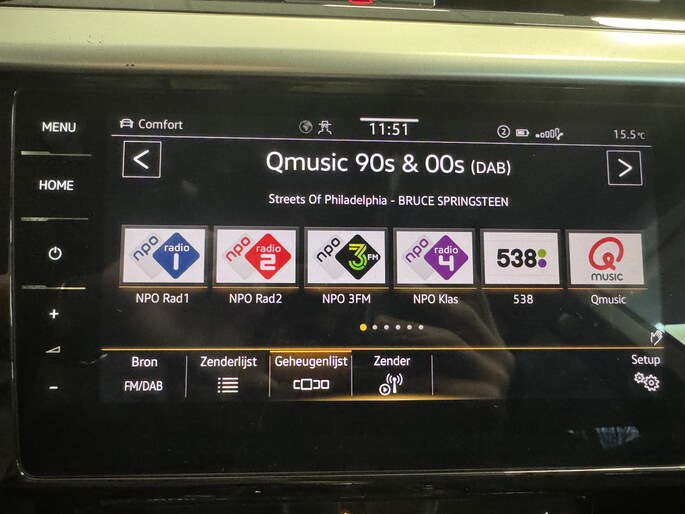 Comfort
11:51
2
15.5°C
MENU
HOME
+
-
<
Qmusic 90s & 00s (DAB)
>
Streets Of Philadelphia - BRUCE SPRINGSTEEN
npo radio 1
npo radio 2
npo 3FM
npo radio 4
538
Q MUSIC
NPO Rad1
NPO Rad2
NPO 3FM
NPO Klas
538
Qmusic
Bron
FM/DAB
Zenderlijst
Geheugenlijst
Zender
Setup